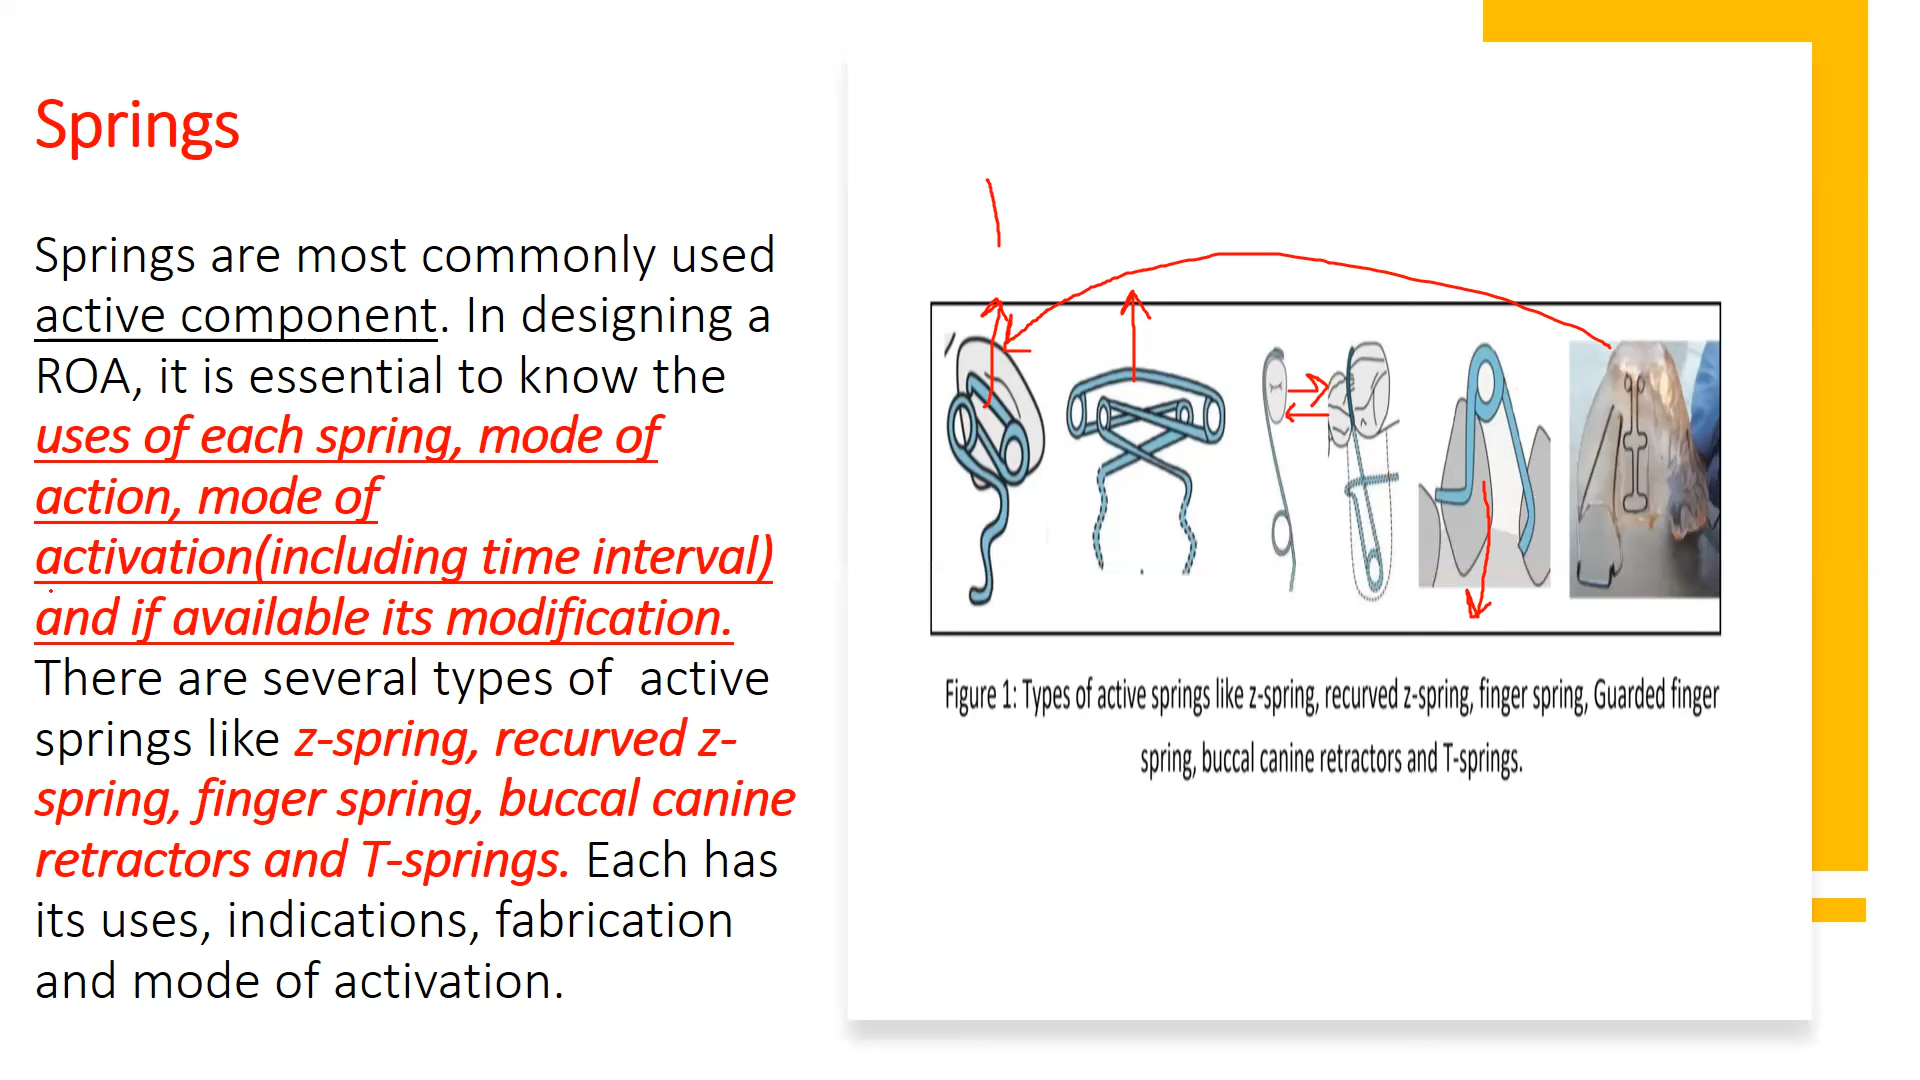 Springs
Springs are most commonly used
active component. In designing a
ROA, it is essential to know the
uses of each spring, mode of
action, mode of
activation(including time interval)
and if available its modification.
There are several types of  active
springs like z-spring, recurved z-
spring, finger spring, buccal canine
retractors and T-springs. Each has
its uses, indications, fabrication
and mode of activation.
Figure 1: Types of active springs like z-spring, recurved z-spring, finger spring, Guarded finger
spring, buccal canine retractors and T-springs.